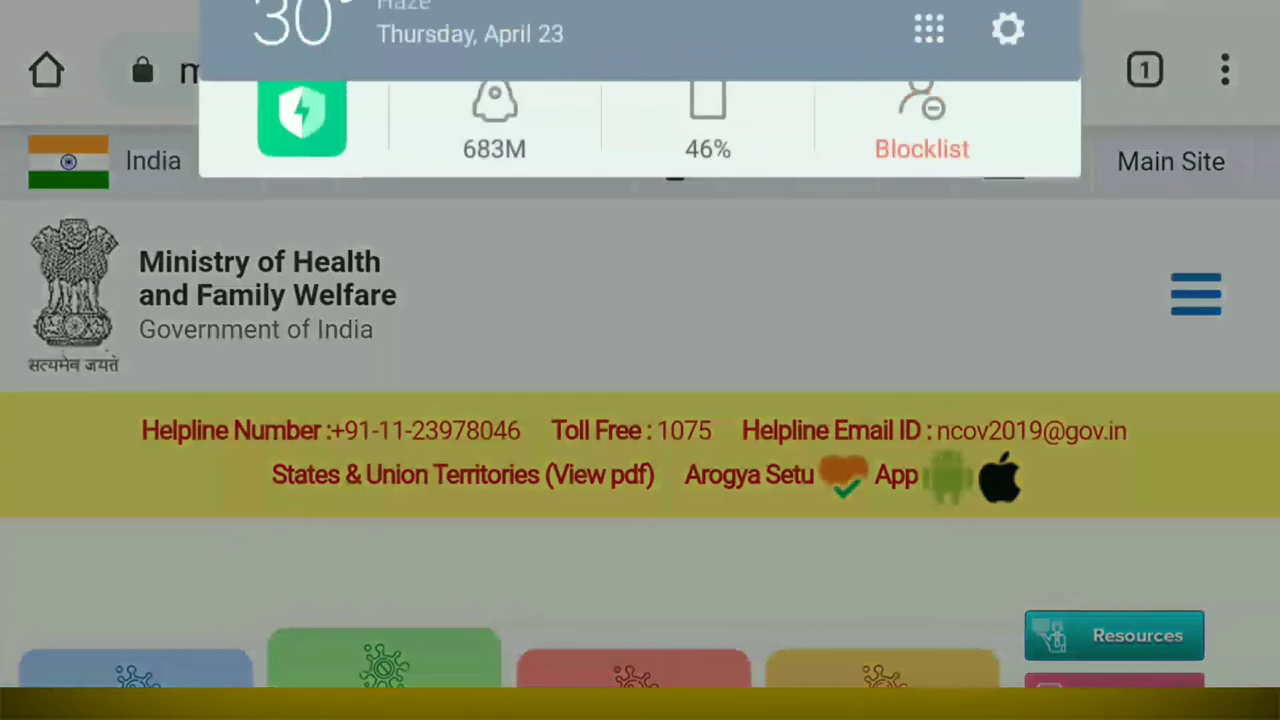 30°
Haze
Thursday, April 23
1
683M
46%
Blocklist
India
Main Site
Ministry of Health
and Family Welfare
Government of India
सत्यमेव जयते
Helpline Number :+91-11-23978046 Toll Free : 1075 Helpline Email ID : ncov2019@gov.in
States & Union Territories (View pdf) Arogya Setu App
Resources